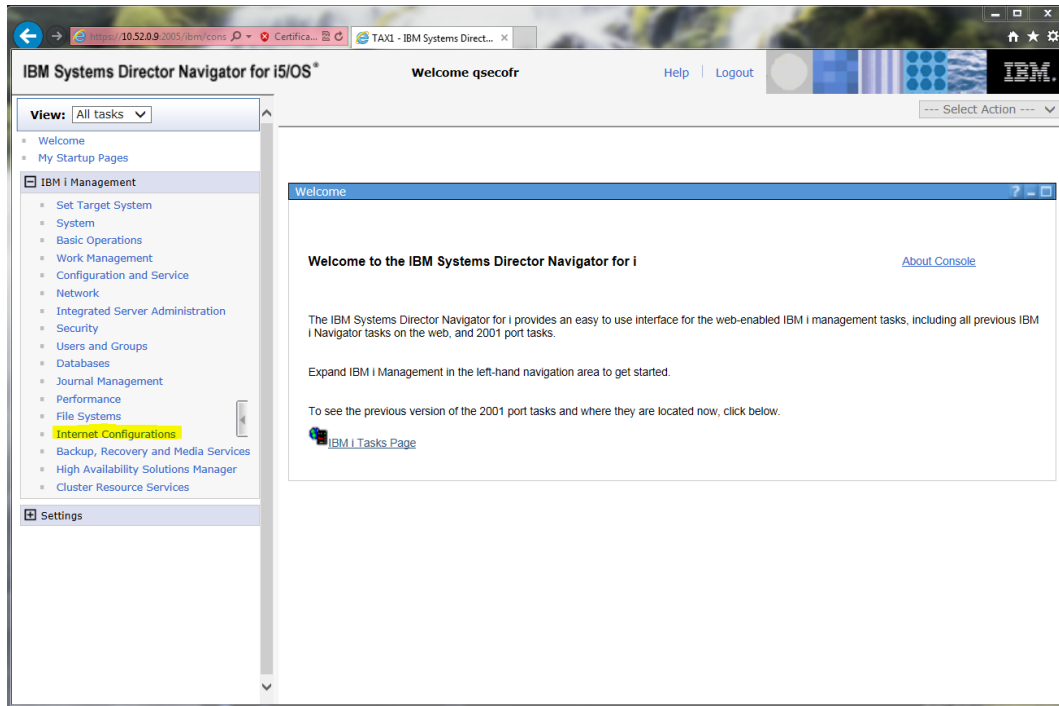 https://10.52.0.9:2005/ibm/cons
Certifica...
TAX1 - IBM Systems Direct...
IBM Systems Director Navigator for i5/OS®
Welcome qsecofr
Help
Logout
IBM.
View: All tasks
--- Select Action ---
Welcome
My Startup Pages
IBM i Management
Set Target System
System
Basic Operations
Work Management
Configuration and Service
Network
Integrated Server Administration
Security
Users and Groups
Databases
Journal Management
Performance
File Systems
Internet Configurations
Backup, Recovery and Media Services
High Availability Solutions Manager
Cluster Resource Services
Settings
Welcome
Welcome to the IBM Systems Director Navigator for i
About Console
The IBM Systems Director Navigator for i provides an easy to use interface for the web-enabled IBM i management tasks, including all previous IBM
i Navigator tasks on the web, and 2001 port tasks.
Expand IBM i Management in the left-hand navigation area to get started.
To see the previous version of the 2001 port tasks and where they are located now, click below.
IBM i Tasks Page